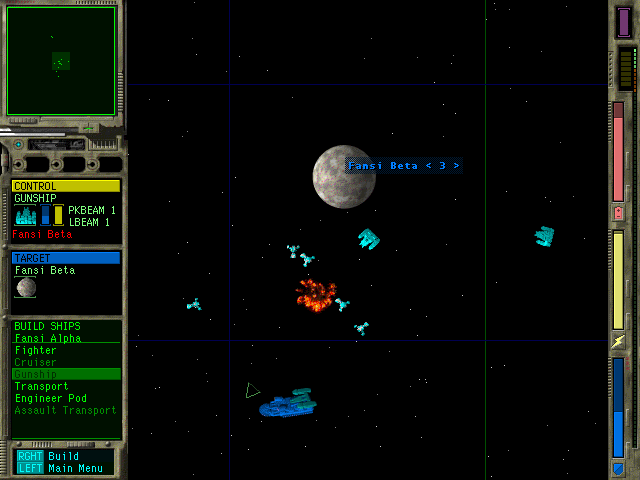 Fansi Beta < 3 >
CONTROL
GUNSHIP
PKBEAM 1
LBEAM 1
Fansi Beta
TARGET
Fansi Beta
BUILD SHIPS
Fansi Alpha
Fighter
Cruiser
Gunship
Transport
Engineer Pod
Assault Transport
RGHT Build
LEFT Main Menu